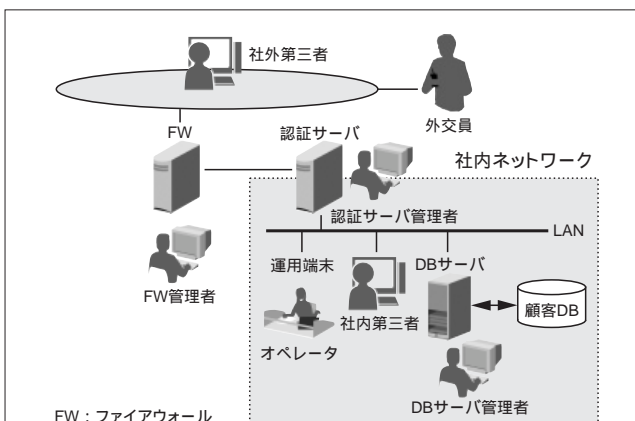 社外第三者
外交員
FW
認証サーバ
社内ネットワーク
認証サーバ管理者
LAN
運用端末
DBサーバ
FW管理者
社内第三者
顧客DB
オペレータ
DBサーバ管理者
FW：ファイアウォール